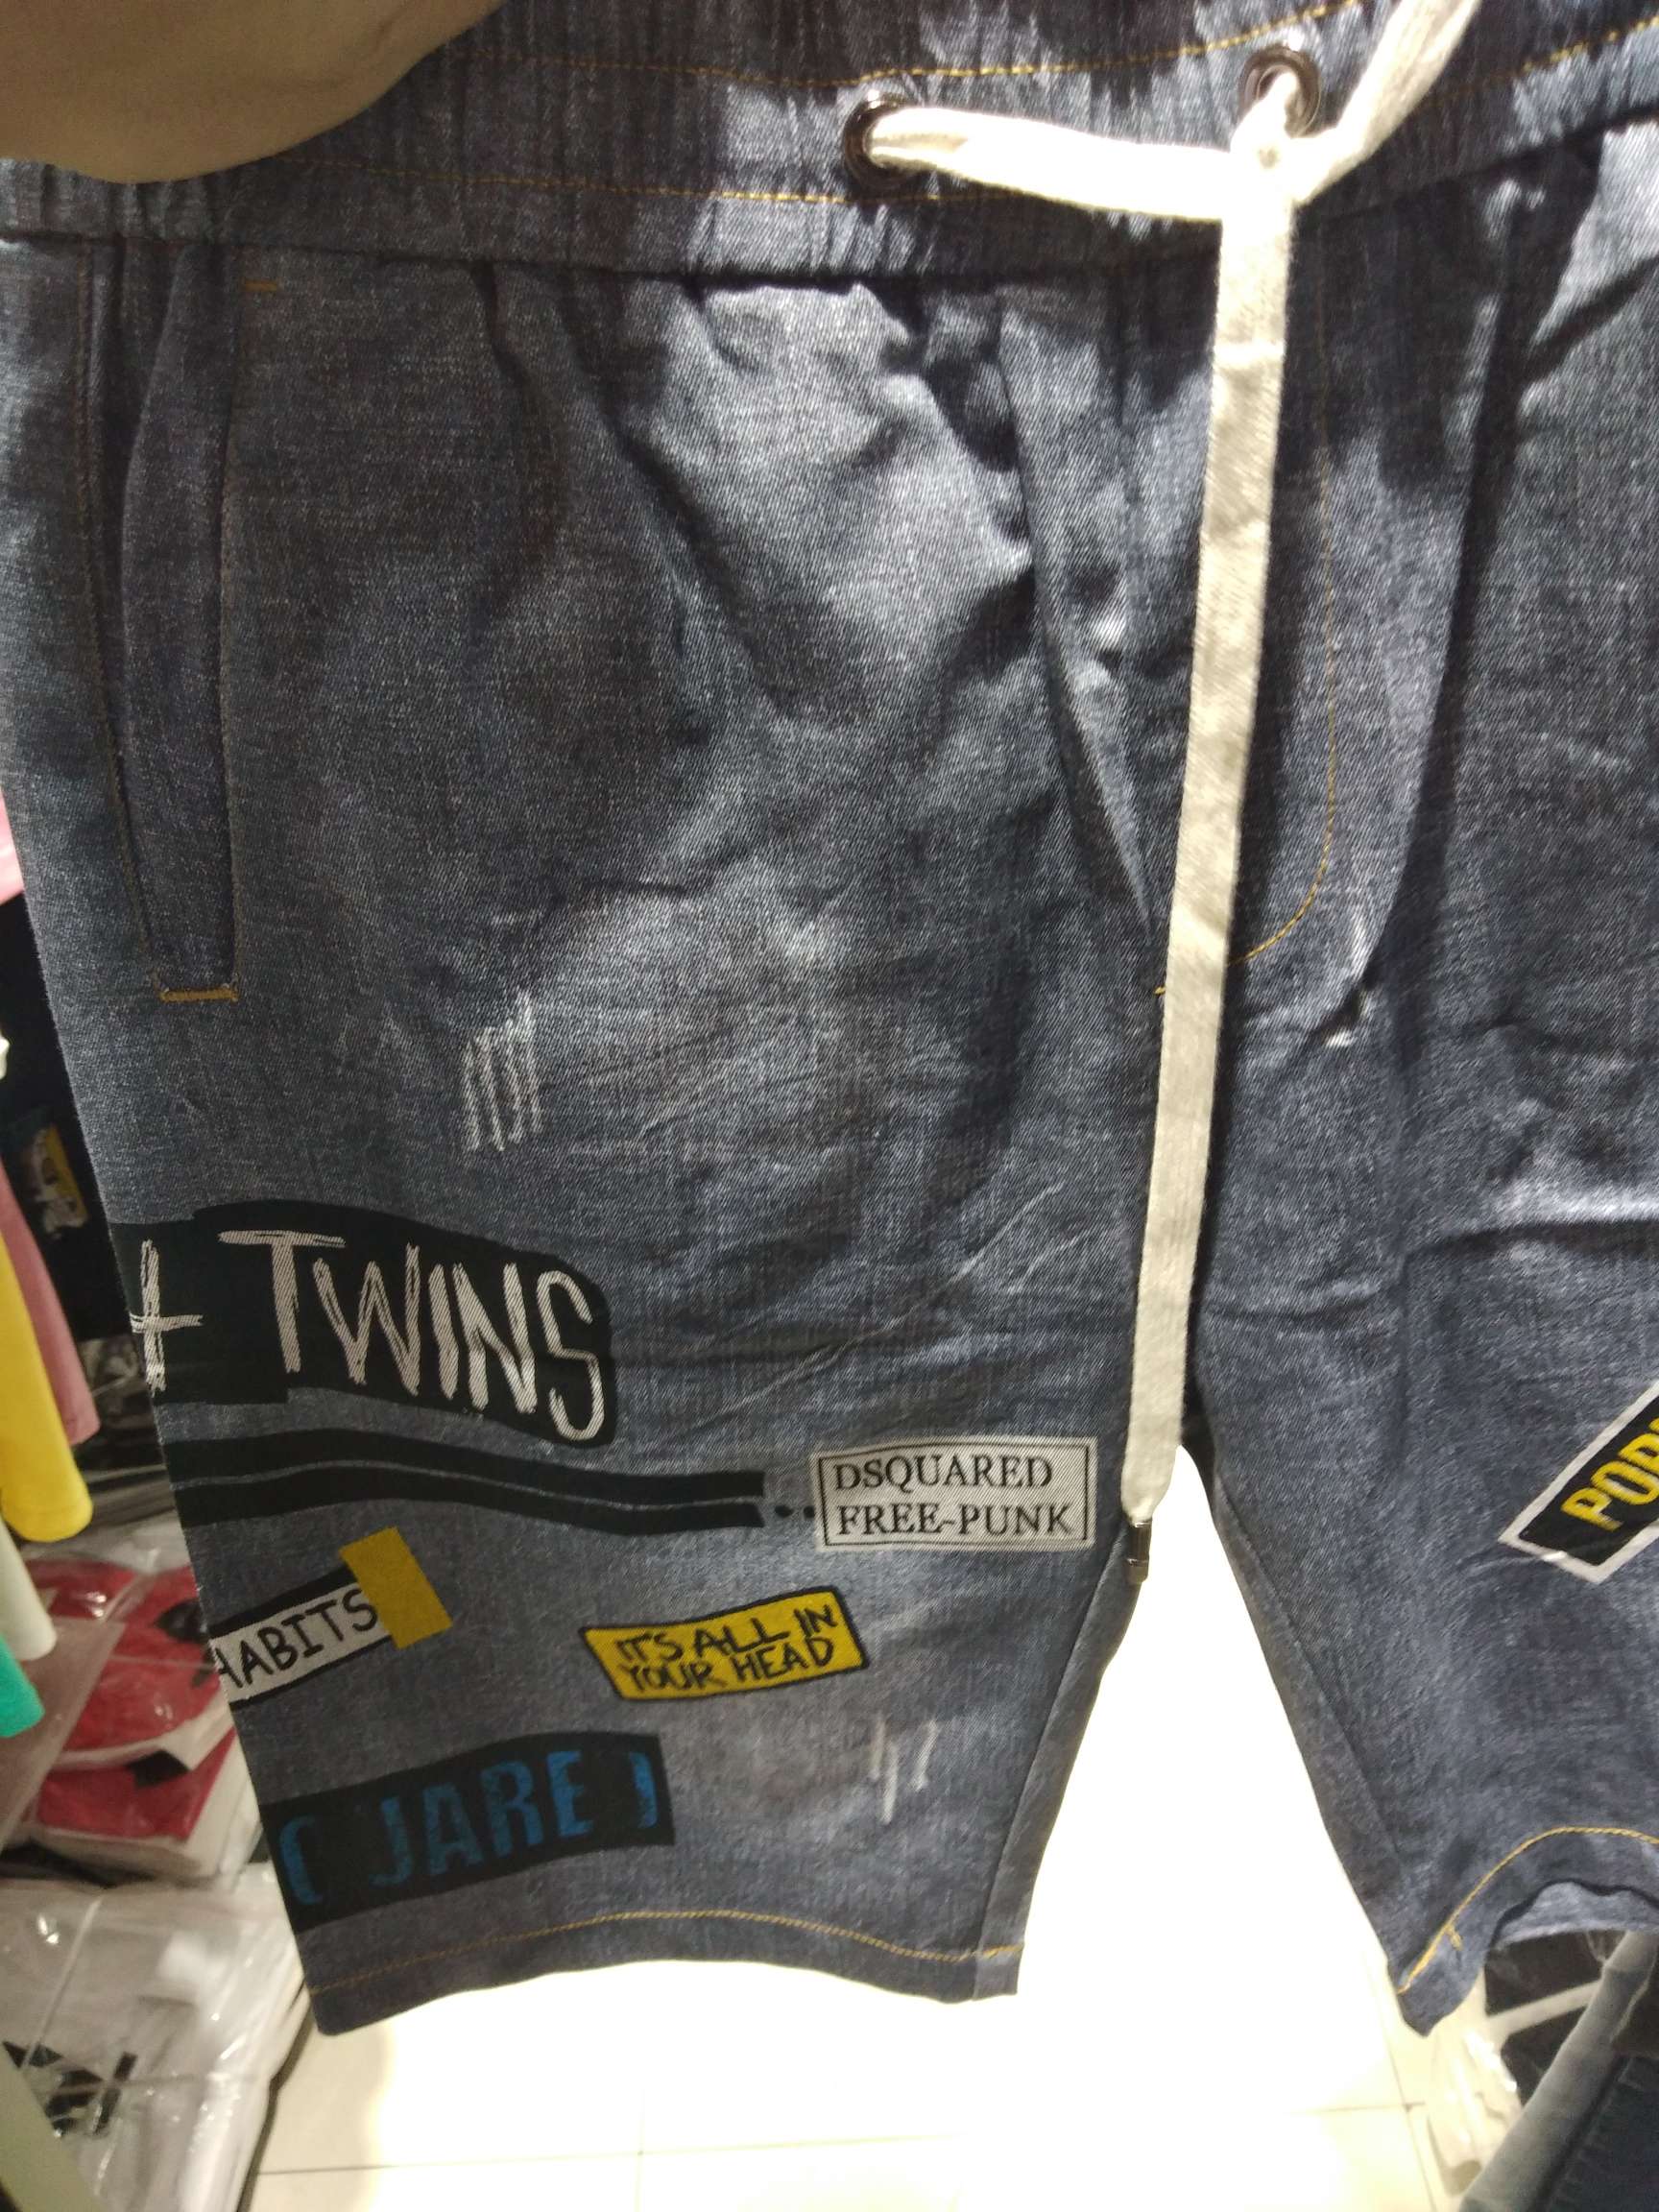 + TWINS
DSQUARED
FREE-PUNK
HABITS
IT'S ALL IN
YOUR HEAD
( JARE )